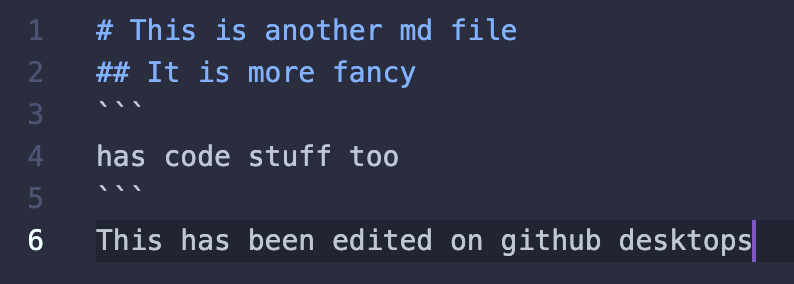 1 # This is another md file
2 ## It is more fancy
3 ```
4 has code stuff too
5 ```
6 This has been edited on github desktops